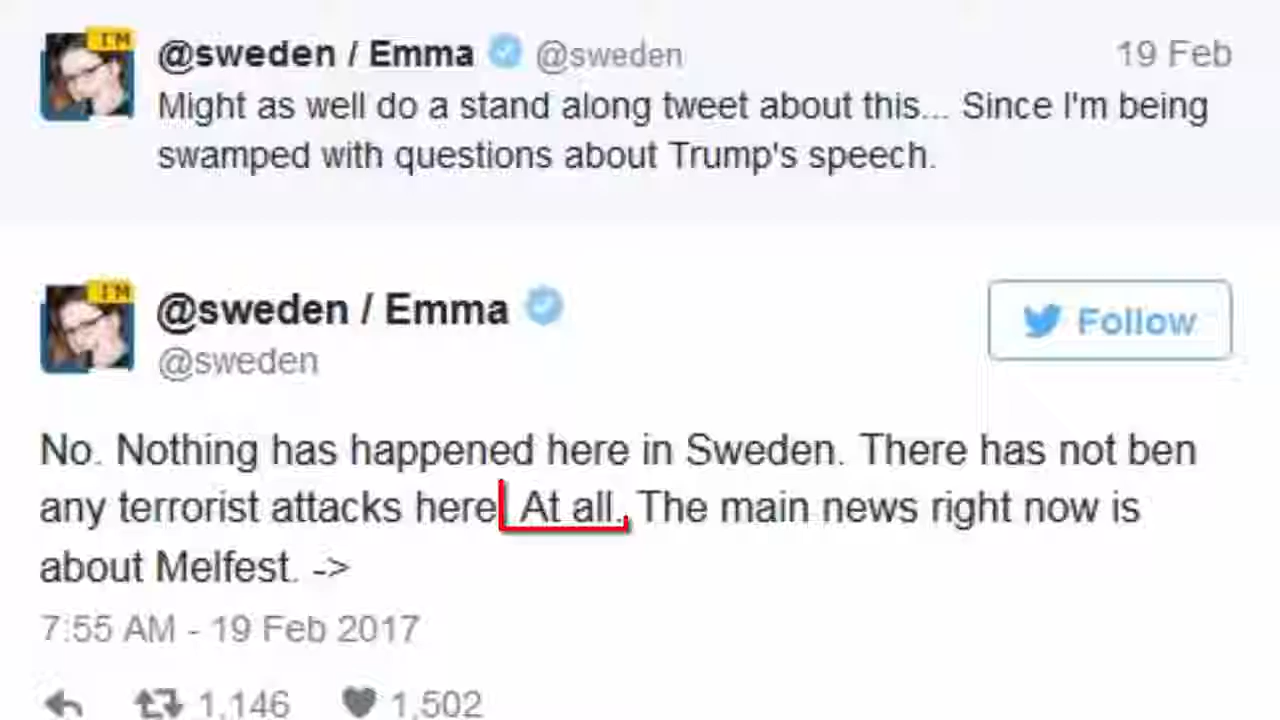 I'M
@sweden / Emma @sweden 19 Feb
Might as well do a stand along tweet about this... Since I'm being
swamped with questions about Trump's speech.
I'M
@sweden / Emma
Follow
@sweden
No. Nothing has happened here in Sweden. There has not ben
any terrorist attacks here At all. The main news right now is
about Melfest. ->
7:55 AM - 19 Feb 2017
1,146 1,502